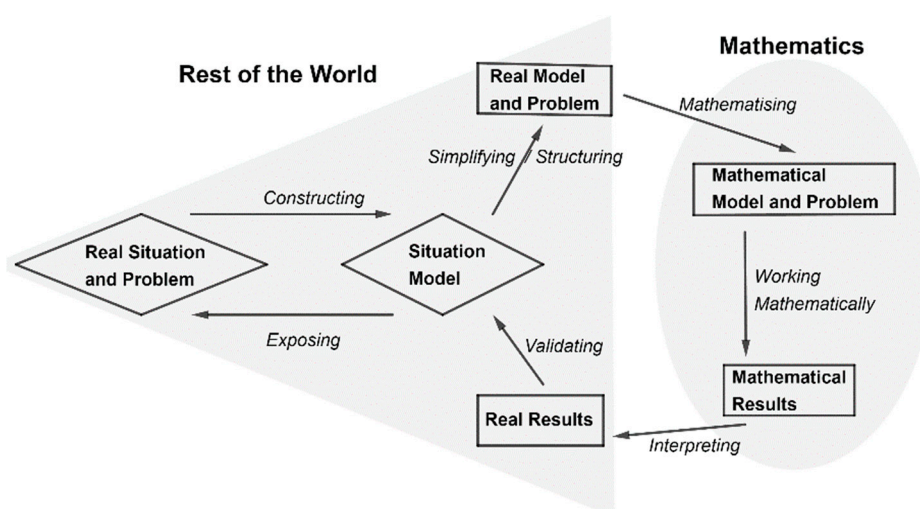 Mathematics
Rest of the World
Real Model
and Problem
Mathematising
Simplifying / Structuring
Mathematical
Model and Problem
Constructing
Real Situation
and Problem
Situation
Model
Working
Mathematically
Exposing
Validating
Mathematical
Results
Real Results
Interpreting